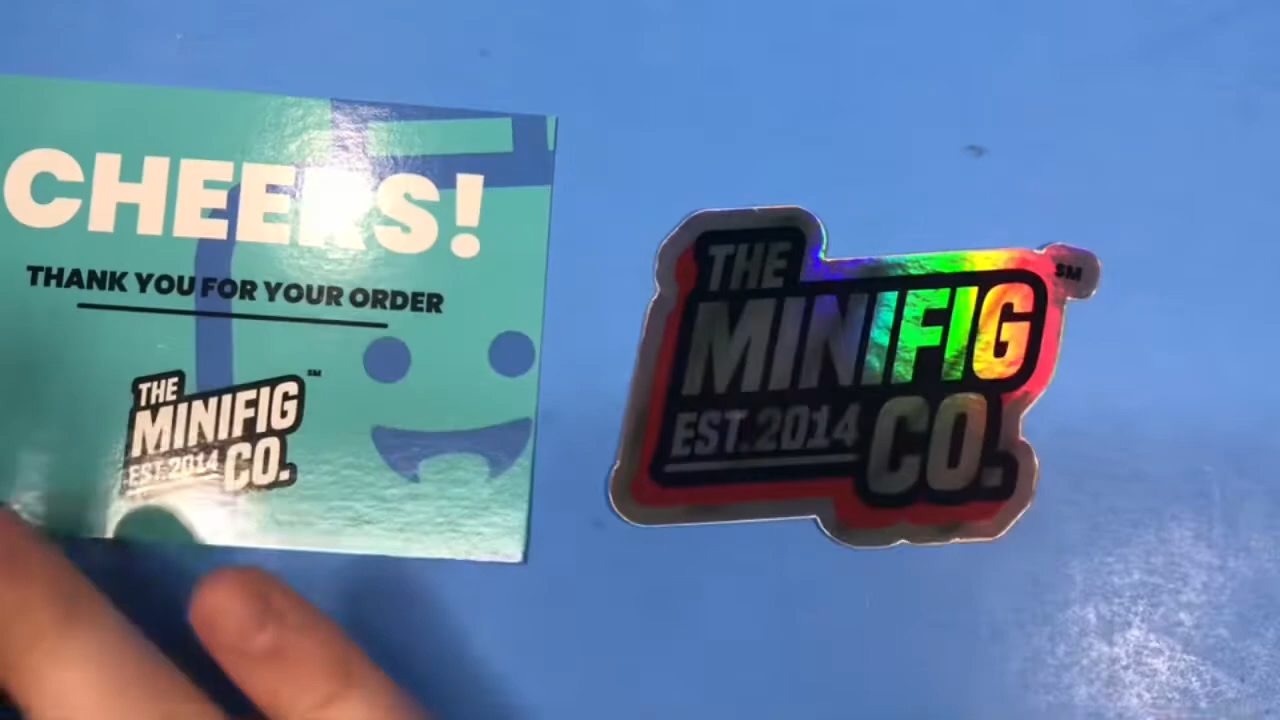 CHEERS!
THANK YOU FOR YOUR ORDER
THE
MINIFIG
EST.2014 CO.
SM
THE
MINIFIG
EST.2014 CO.
SM